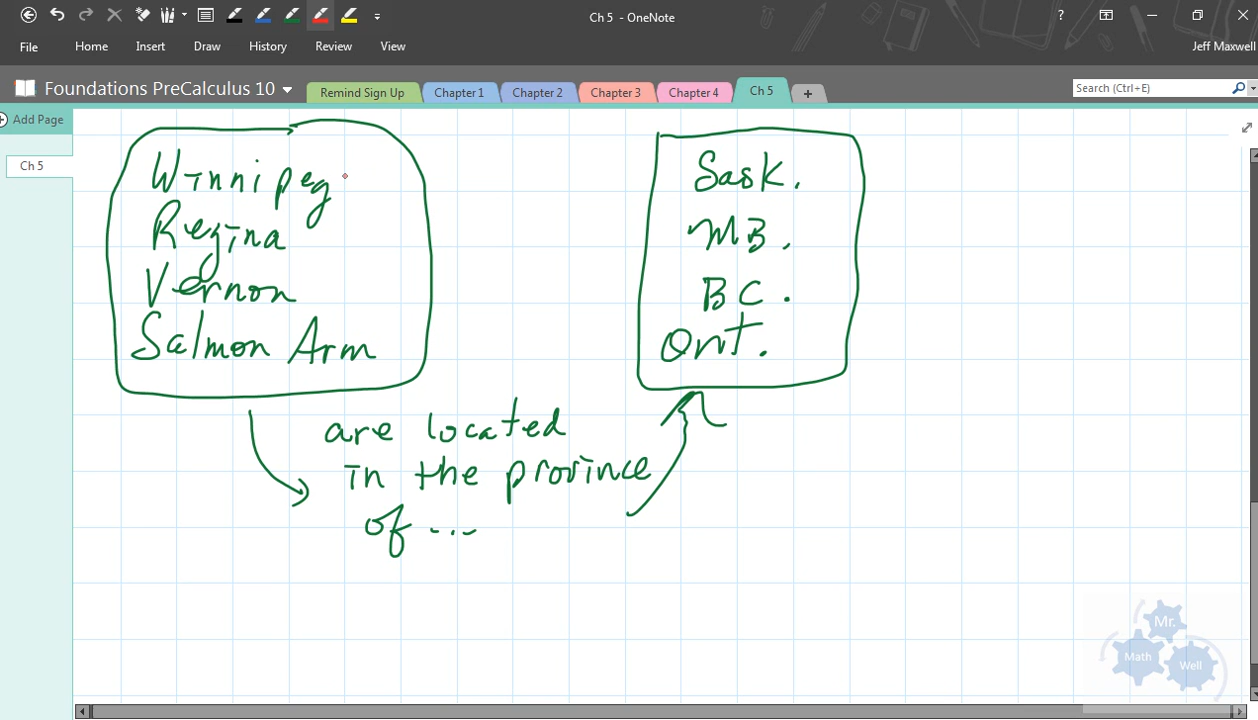 Ch 5 - OneNote
?
File
Home
Insert
Draw
History
Review
View
Jeff Maxwell
Foundations PreCalculus 10
Remind Sign Up
Chapter 1
Chapter 2
Chapter 3
Chapter 4
Ch 5
+
Search (Ctrl+E)
Add Page
Ch 5
Winnipeg
Regina
Vernon
Salmon Arm
Sask.
MB.
BC.
Ont.
are located
in the province
of ...
Mr.
Math
Well